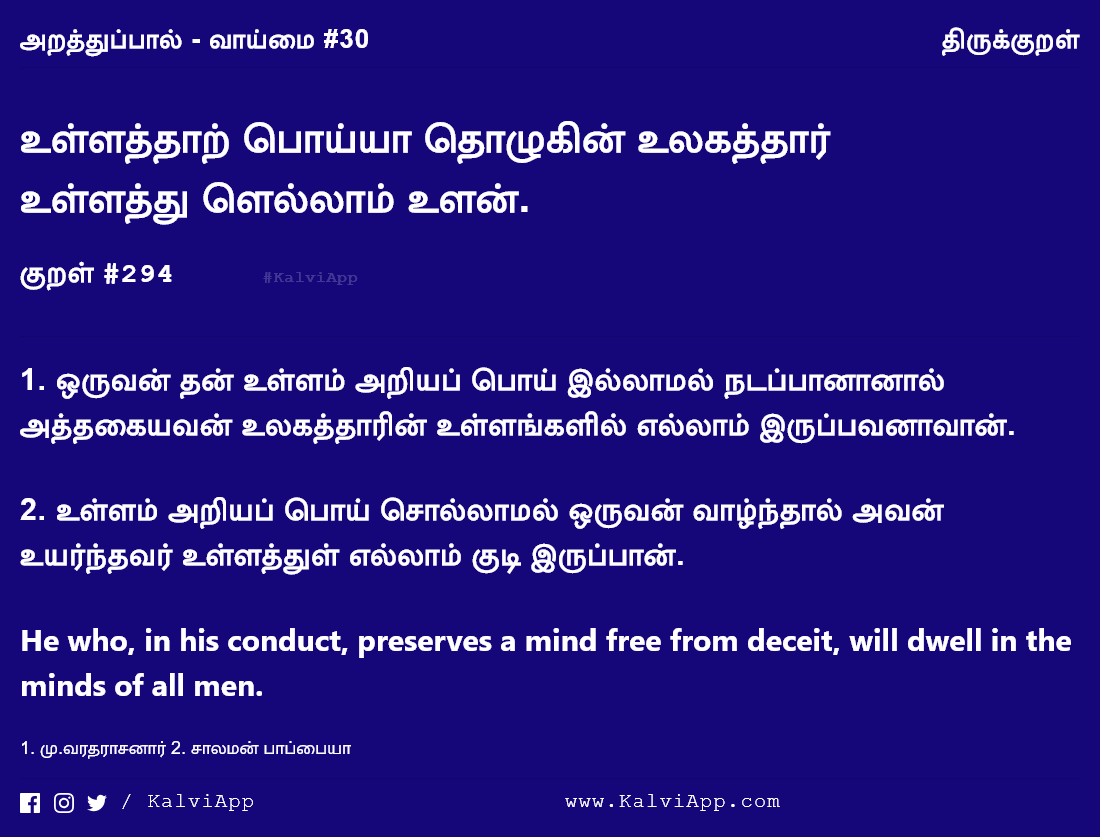 அறத்துப்பால் - வாய்மை #30
திருக்குறள்
உள்ளத்தாற் பொய்யா தொழுகின் உலகத்தார்
உள்ளத்து ளெல்லாம் உளன்.
குறள் #294
#KalviApp
1. ஒருவன் தன் உள்ளம் அறியப் பொய் இல்லாமல் நடப்பானானால்
அத்தகையவன் உலகத்தாரின் உள்ளங்களில் எல்லாம் இருப்பவனாவான்.
2. உள்ளம் அறியப் பொய் சொல்லாமல் ஒருவன் வாழ்ந்தால் அவன்
உயர்ந்தவர் உள்ளத்துள் எல்லாம் குடி இருப்பான்.
He who, in his conduct, preserves a mind free from deceit, will dwell in the
minds of all men.
1. மு.வரதராசனார் 2. சாலமன் பாப்பையா
/ KalviApp
www.KalviApp.com